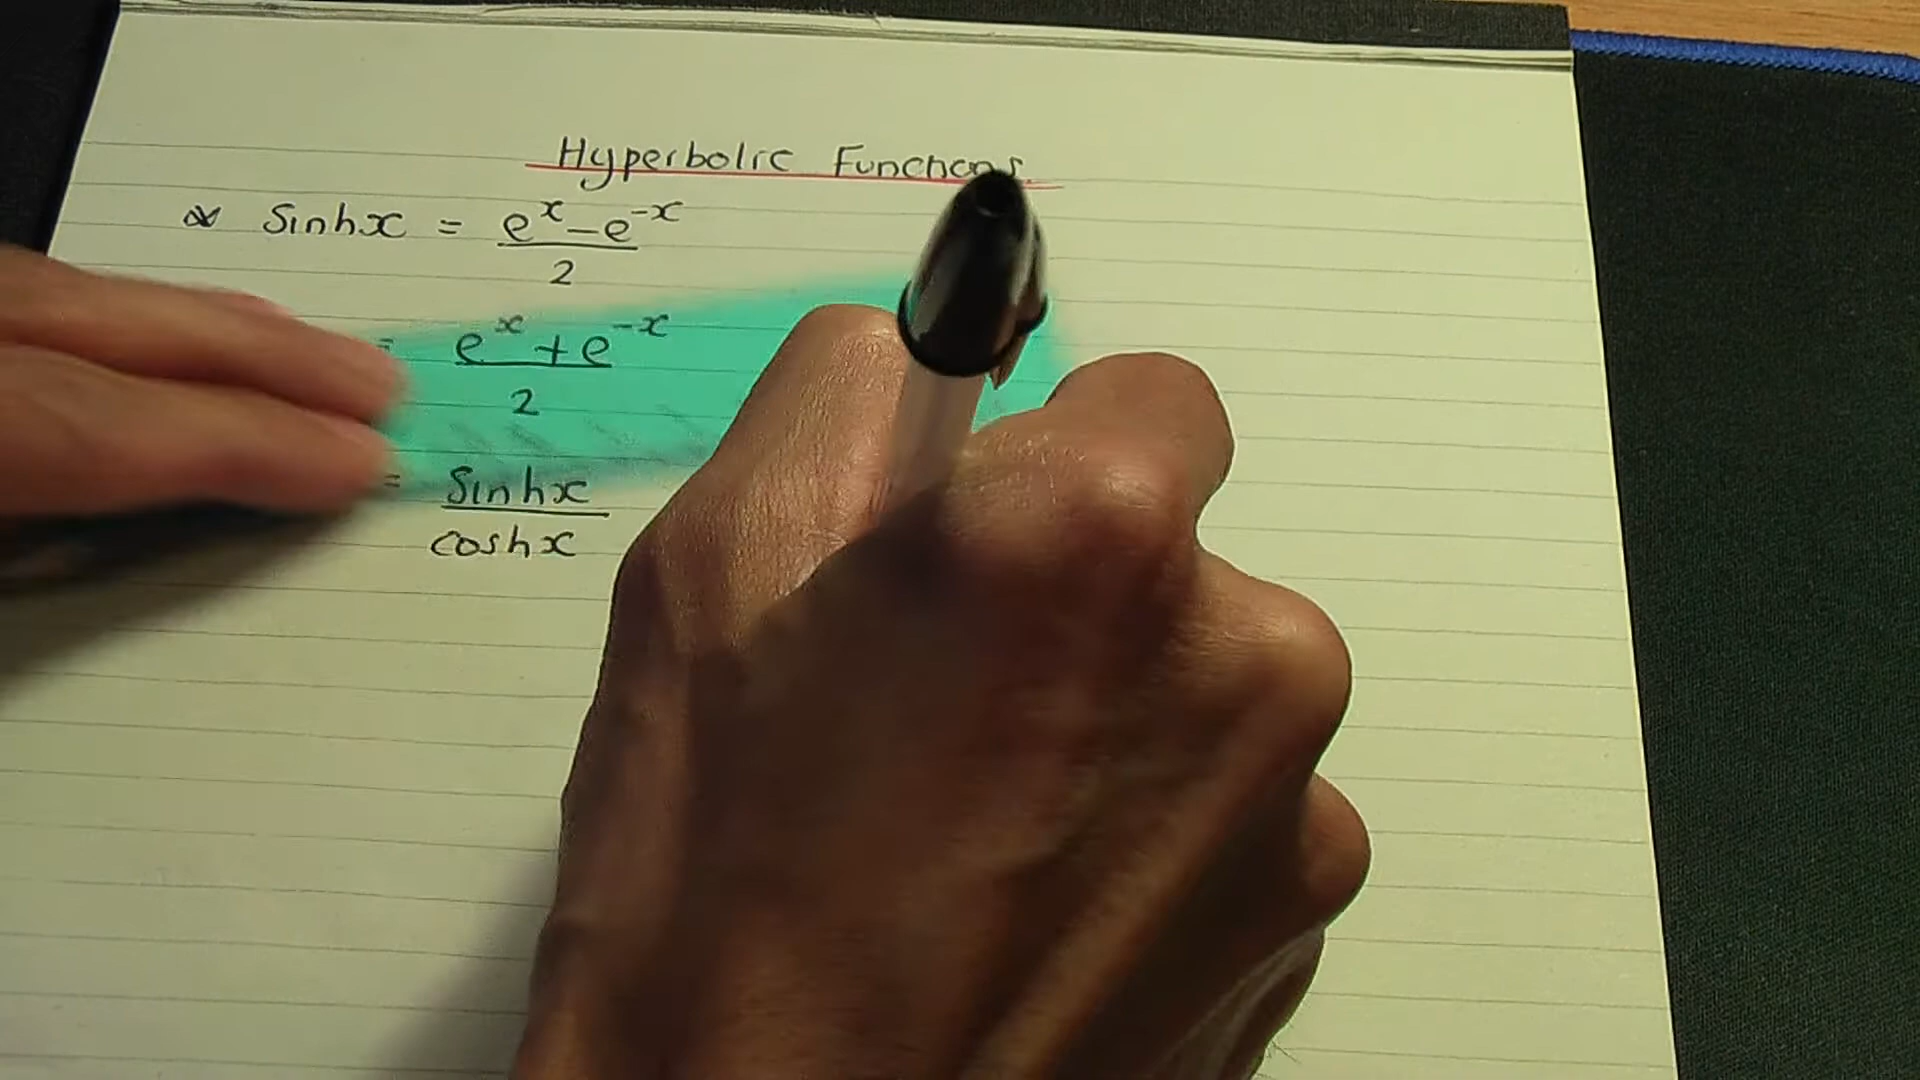 Hyperbolic Functions.
* Sinhx = e^x - e^-x / 2
= e^x + e^-x / 2
= Sinhx / coshx